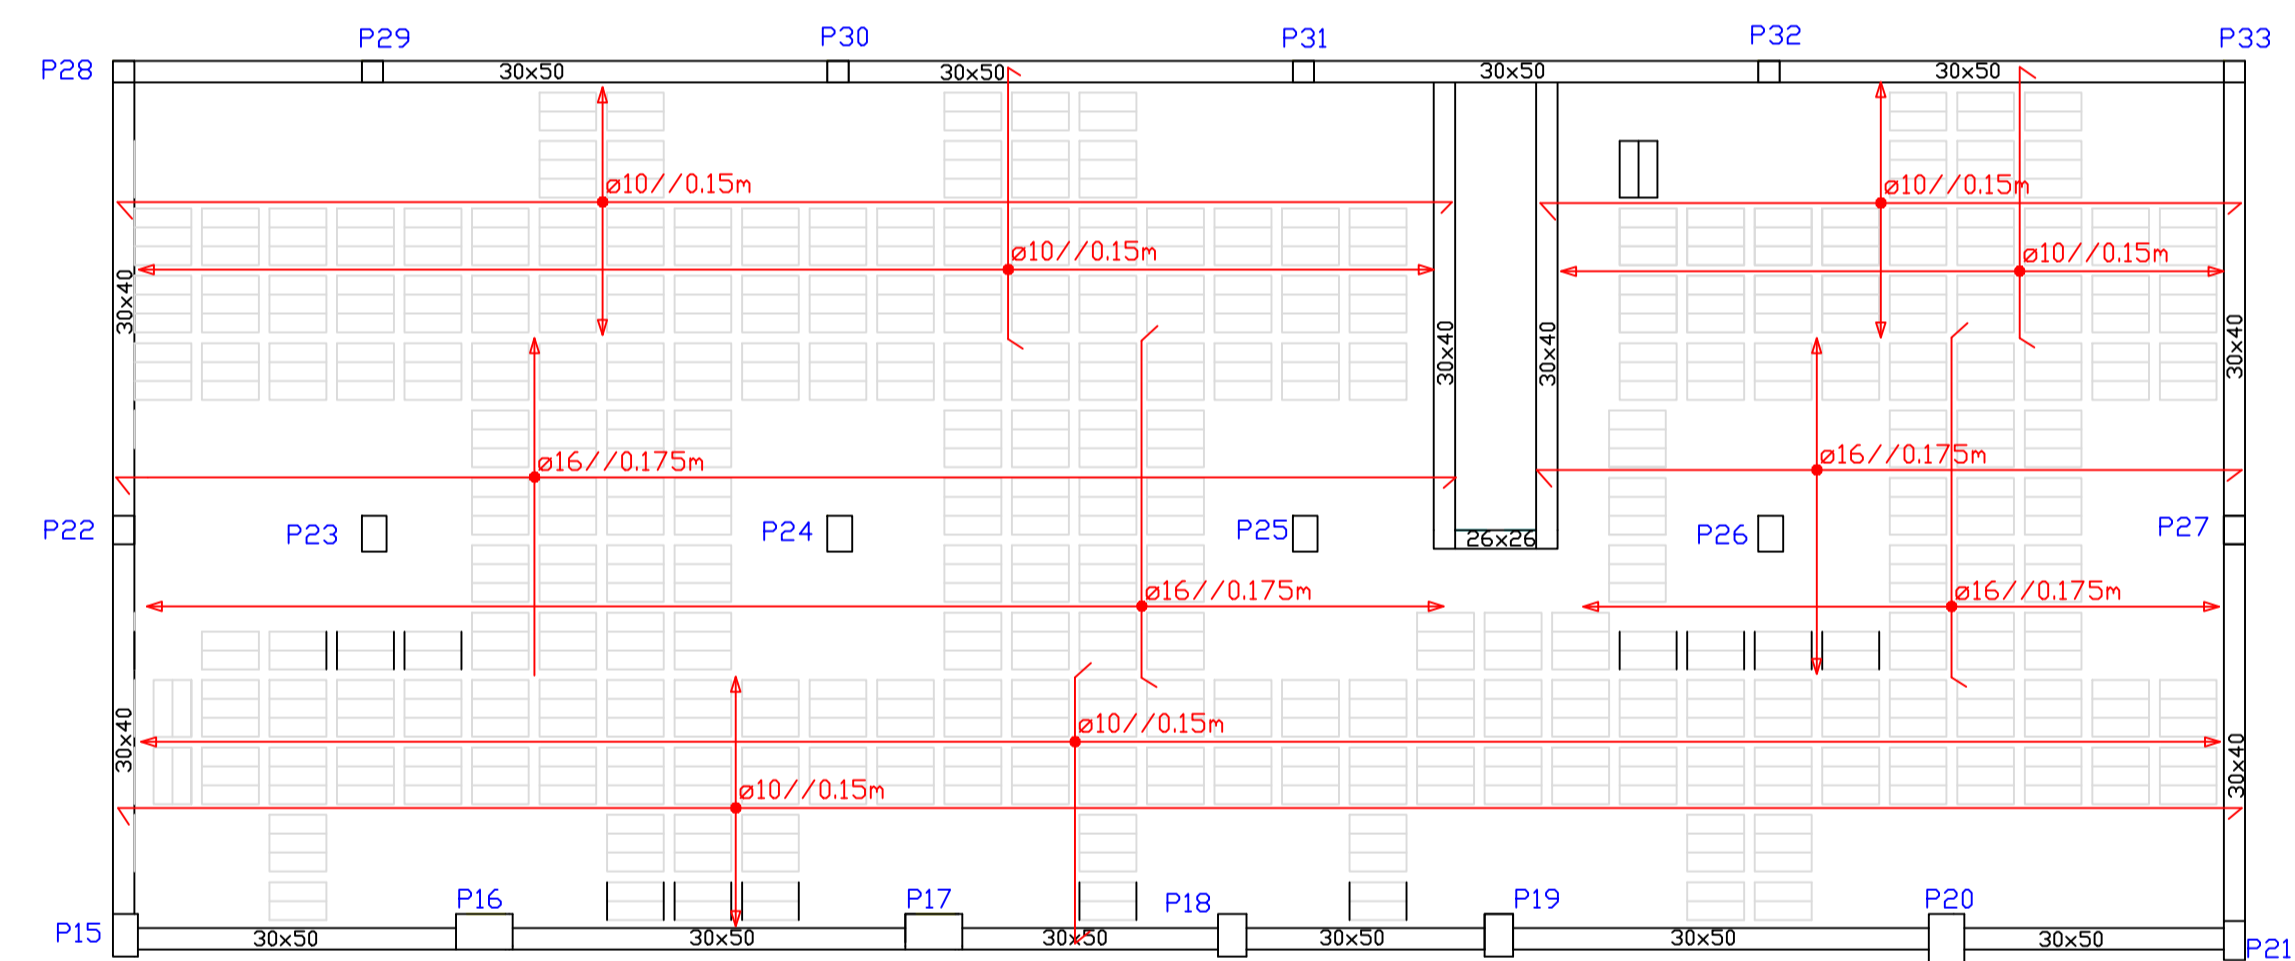 P29
P30
P31
P32
P33
P28
30x50
30x50
30x50
30x50
ø10//0.15m
ø10//0.15m
ø10//0.15m
ø10//0.15m
30x40
30x40
30x40
30x40
ø16//0.175m
ø16//0.175m
P22
P23
P24
P25
26x26
P26
P27
ø16//0.175m
ø16//0.175m
30x40
ø10//0.15m
30x40
ø10//0.15m
P16
P17
P18
P19
P20
P15
30x50
30x50
30x50
30x50
30x50
30x50
P21